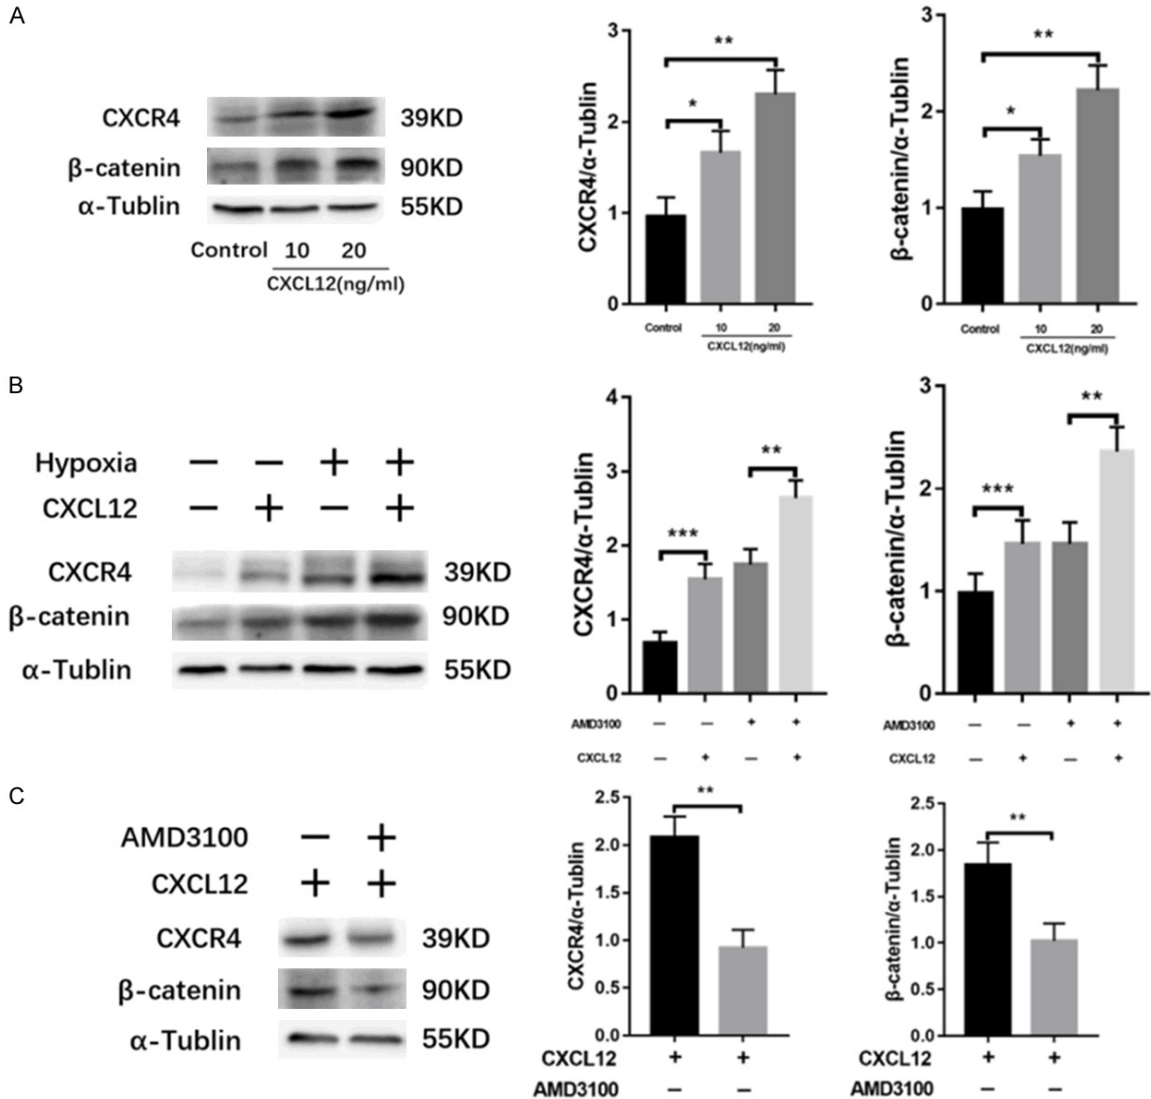 A
CXCR4 39KD
β-catenin 90KD
α-Tublin 55KD
Control 10 20
CXCL12(ng/ml)
CXCR4/α-Tublin
3
2
1
0
**
*
Control 10 20
CXCL12(ng/ml)
β-catenin/α-Tublin
3
2
1
0
**
*
Control 10 20
CXCL12(ng/ml)
B
Hypoxia — — + +
CXCL12 — + — +
CXCR4 39KD
β-catenin 90KD
α-Tublin 55KD
CXCR4/α-Tublin
4
3
2
1
0
***
**
AMD3100 — — + +
CXCL12 — + — +
β-catenin/α-Tublin
3
2
1
0
***
**
AMD3100 — — + +
CXCL12 — + — +
C
AMD3100 — +
CXCL12 + +
CXCR4 39KD
β-catenin 90KD
α-Tublin 55KD
CXCR4/α-Tublin
2.5
2.0
1.5
1.0
0.5
0.0
**
CXCL12 + +
AMD3100 — —
β-catenin/α-Tublin
2.5
2.0
1.5
1.0
0.5
0.0
**
CXCL12 + +
AMD3100 — —